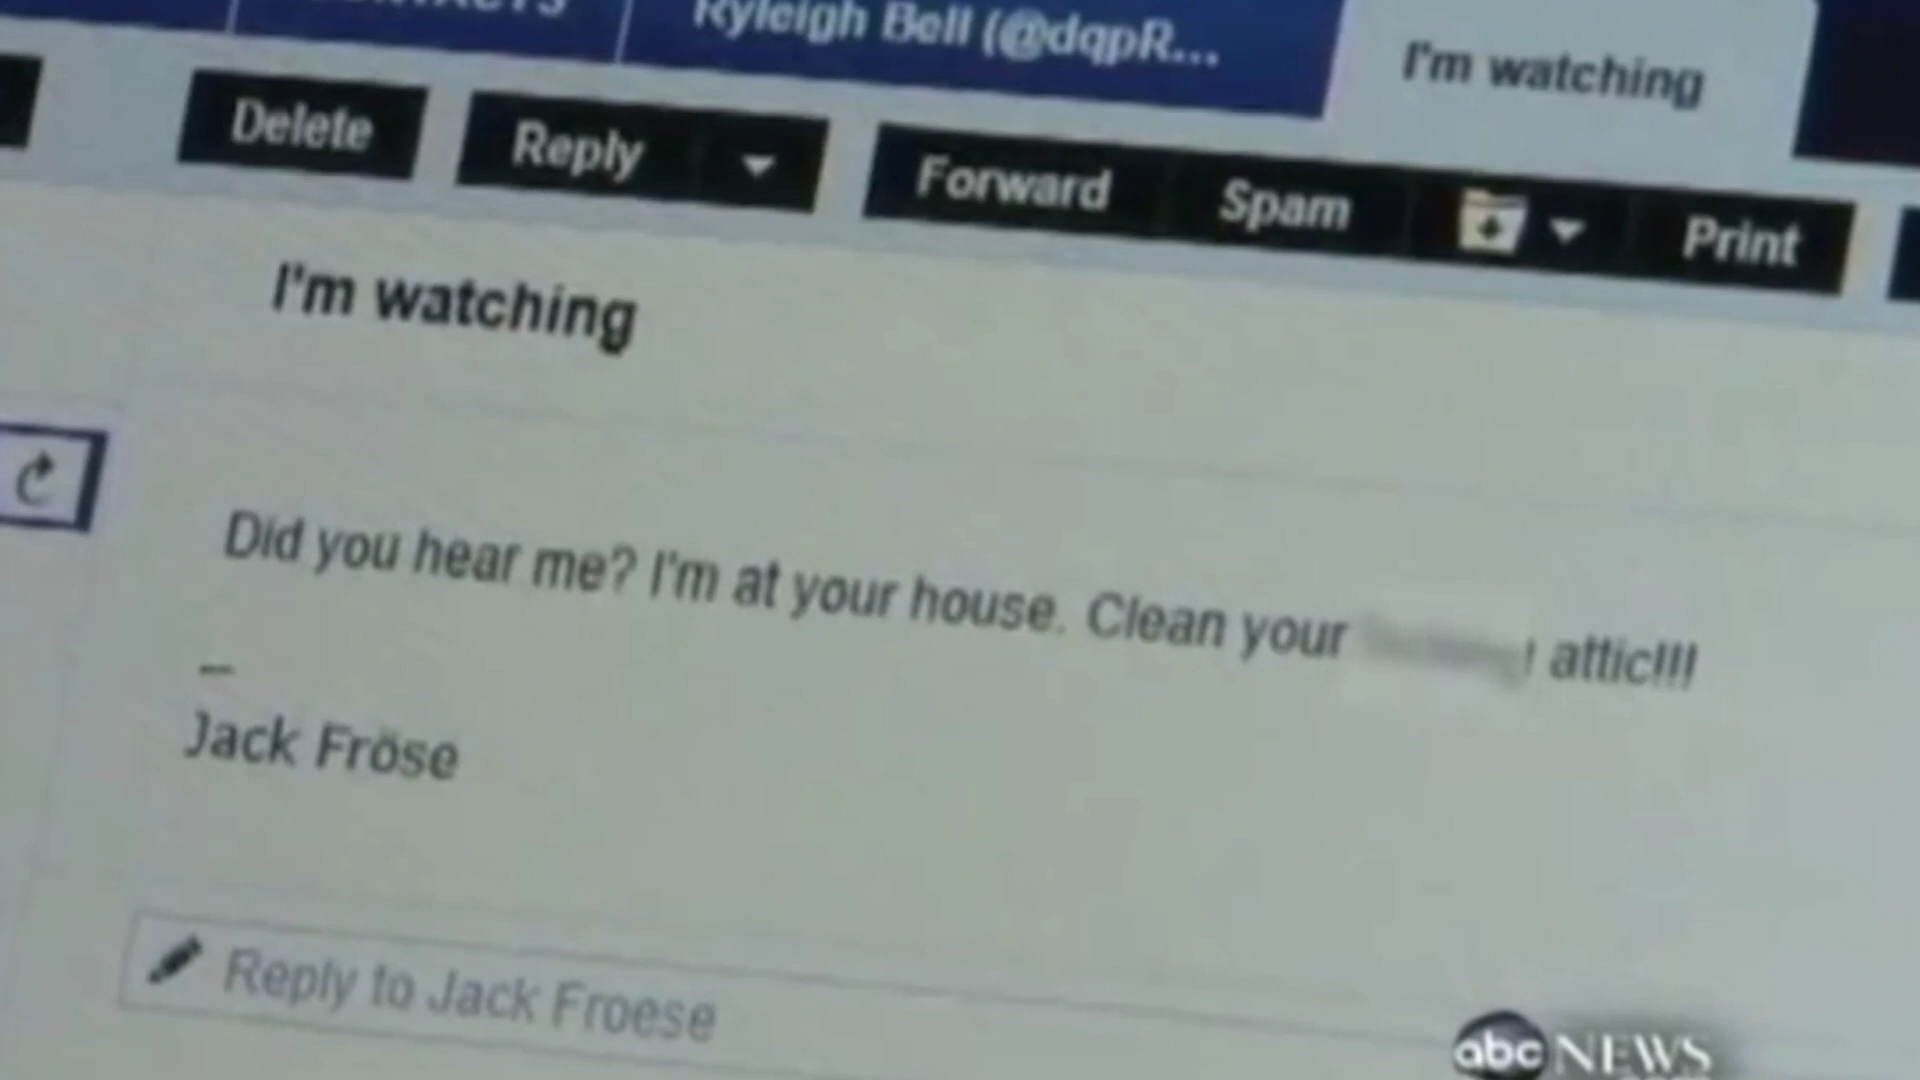 Ryleigh Bell (@dqpR...
I'm watching
Delete
Reply
Forward
Spam
Print
I'm watching
Did you hear me? I'm at your house. Clean your attic!!!
--
Jack Fröse
Reply to Jack Froese
abc NEWS